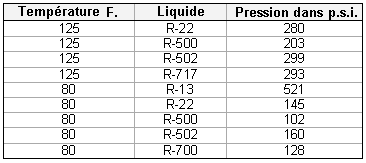 Température F. Liquide Pression dans p.s.i.
125 R-22 280
125 R-500 203
125 R-502 299
125 R-717 293
80 R-13 521
80 R-22 145
80 R-500 102
80 R-502 160
80 R-700 128